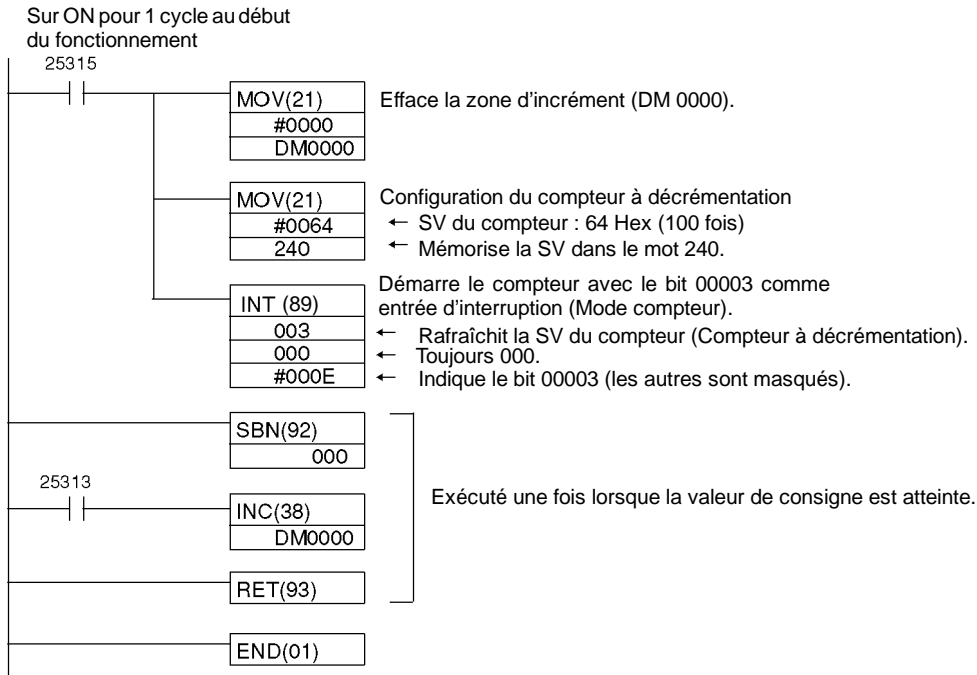 Sur ON pour 1 cycle au début
du fonctionnement
25315
MOV(21)
#0000
DM0000
Efface la zone d'incrément (DM 0000).
MOV(21)
#0064
240
Configuration du compteur à décrémentation
← SV du compteur : 64 Hex (100 fois)
← Mémorise la SV dans le mot 240.
Démarre le compteur avec le bit 00003 comme
entrée d'interruption (Mode compteur).
INT (89)
003
000
#000E
← Rafraîchit la SV du compteur (Compteur à décrémentation).
← Toujours 000.
← Indique le bit 00003 (les autres sont masqués).
SBN(92)
000
25313
INC(38)
DM0000
Exécuté une fois lorsque la valeur de consigne est atteinte.
RET(93)
END(01)